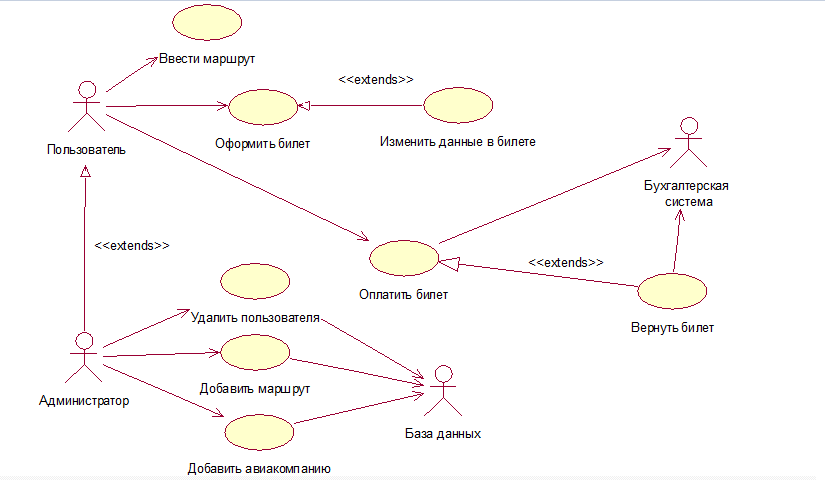 Ввести маршрут
<<extends>>
Оформить билет
Изменить данные в билете
Пользователь
Бухгалтерская
система
<<extends>>
<<extends>>
Оплатить билет
Удалить пользователя
Вернуть билет
Добавить маршрут
Администратор
База данных
Добавить авиакомпанию